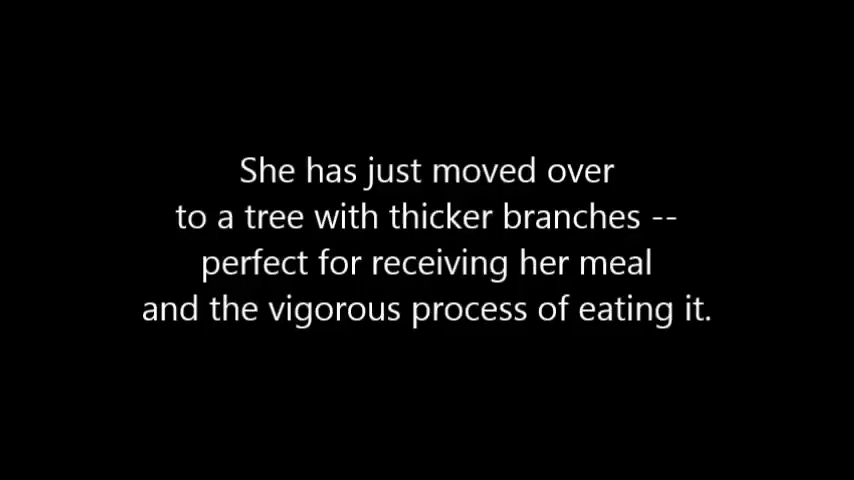 She has just moved over
to a tree with thicker branches --
perfect for receiving her meal
and the vigorous process of eating it.